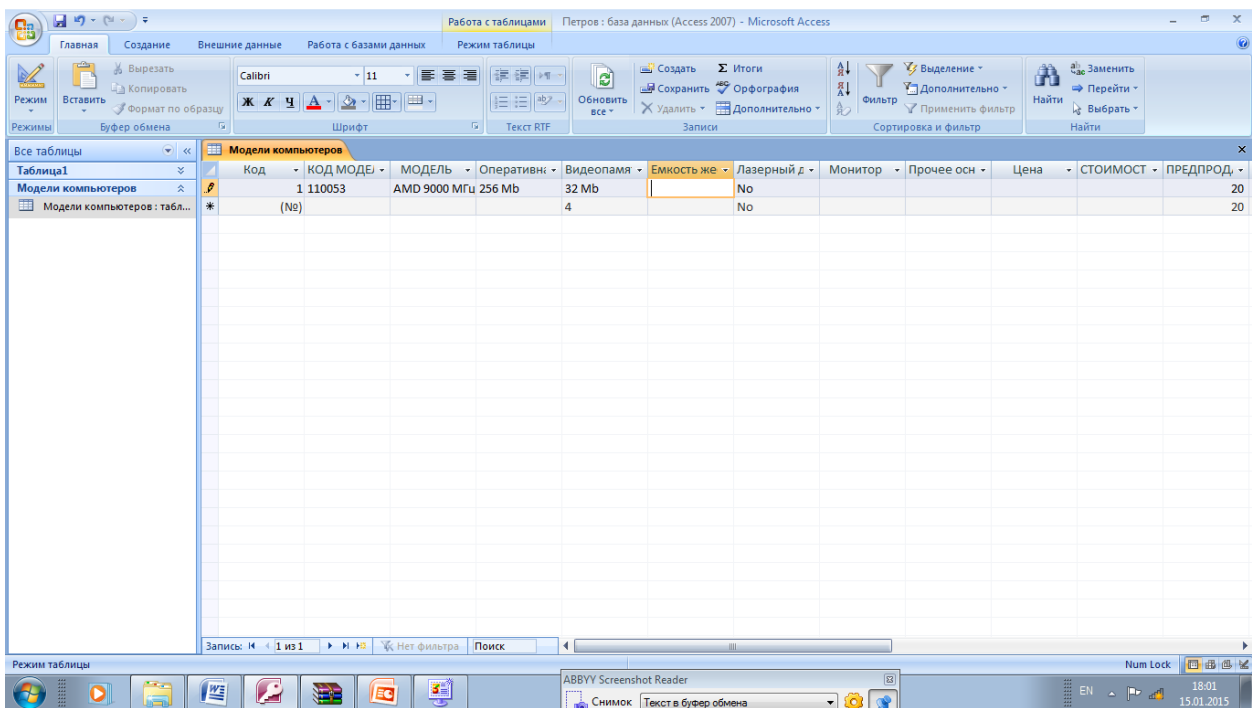 Работа с таблицами Петров : база данных (Access 2007) - Microsoft Access
Главная Создание Внешние данные Работа с базами данных Режим таблицы
Режим
Режимы
Вставить
Вырезать
Копировать
Формат по образцу
Буфер обмена
Calibri 11
Ж К Ч А
Шрифт
Текст RTF
Обновить все
Создать Σ Итоги
Сохранить Орфография
Удалить Дополнительно
Записи
Фильтр
Выделение
Дополнительно
Применить фильтр
Сортировка и фильтр
Найти
Заменить
Перейти
Выбрать
Найти
Все таблицы
Таблица1
Модели компьютеров
Модели компьютеров : табл...
Модели компьютеров
Код КОД МОДЕЛ МОДЕЛЬ Оперативна Видеопамя Емкость же Лазерный д Монитор Прочее осн Цена СТОИМОСТ ПРЕДПРОД
1 110053 AMD 9000 МГц 256 Mb 32 Mb No 20
* (№) 4 No 20
Запись: 1 из 1 Нет фильтра Поиск
Режим таблицы Num Lock
ABBYY Screenshot Reader
Снимок Текст в буфер обмена
EN 18:01
15.01.2015